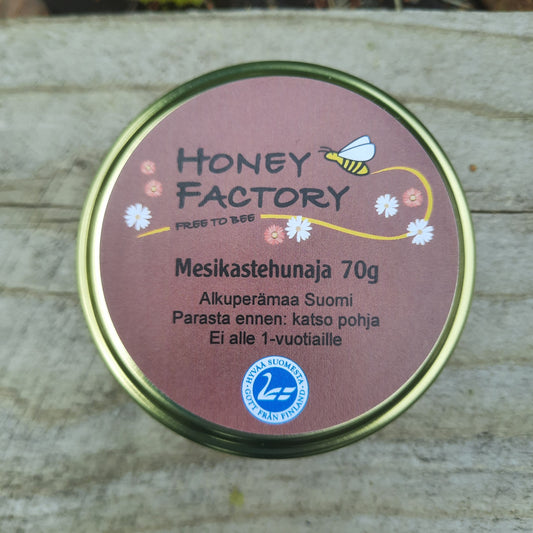 HONEY
FACTORY
FREE TO BEE
Mesikastehunaja 70g
Alkuperämaa Suomi
Parasta ennen: katso pohja
Ei alle 1-vuotiaille
HYVÄÄ SUOMESTA
GOTT FRÅN FINLAND